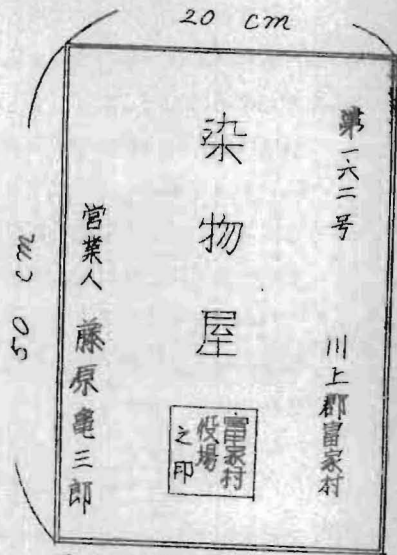 20 cm
50 cm
第一六二号　川上郡富家村
染物屋
富家村
役場
之印
営業人　藤原亀三郎